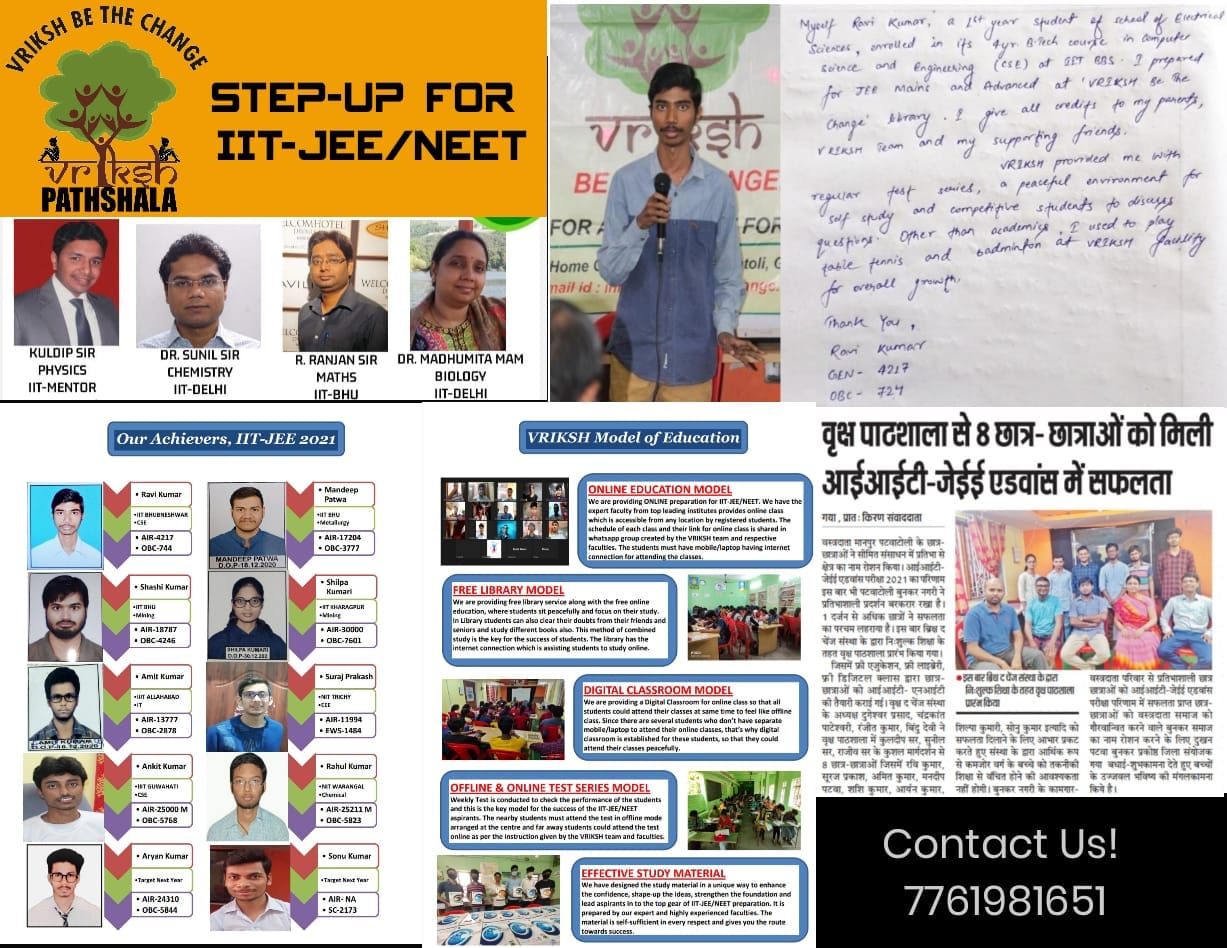 VRIKSH BE THE CHANGE
vriksh
PATHSHALA
STEP-UP FOR
IIT-JEE/NEET
KULDIP SIR
PHYSICS
IIT-MENTOR
DR. SUNIL SIR
CHEMISTRY
IIT-DELHI
R. RANJAN SIR
MATHS
IIT-BHU
DR. MADHUMITA MAM
BIOLOGY
IIT-DELHI
vriksh
BE
NGE
FOR A
FOR
Home
toli, G
mail id : in
nge.
Myself Ravi Kumar, a 1st year student of school of Electrical
Sciences, enrolled in its 4yr B.Tech course in Computer
Science and Engineering (CSE) at IIT BBS. I prepared
for JEE Mains and Advanced at 'VRIKSH Be The
Change' library. I give all credits to my parents,
VRIKSH Team and my supporting friends.
VRIKSH provided me with
regular test series, a peaceful environment for
self study and competitive students to discuss
questions. Other than academics, I used to play
table tennis and badminton at VRIKSH facility
for overall growth.
Thank You,
Ravi Kumar
GEN- 4217
OBC- 724
Our Achievers, IIT-JEE 2021
• Ravi Kumar
•IIT BHUBNESHWAR
•CSE
• AIR-4217
• OBC-744
• Mandeep
Patwa
•IIT BHU
•Metallurgy
• AIR-17204
• OBC-3777
MANDEEP PATWA
D.O.P-18.12.2020
• Shashi Kumar
•IIT BHU
•Mining
• AIR-18787
• OBC-4246
• Shilpa
Kumari
•IIT KHARAGPUR
•Mining
• AIR-30000
• OBC-7601
SHILPA KUMARI
• Amit Kumar
•IIIT ALLAHABAD
•IT
• AIR-13777
• OBC-2878
• Suraj Prakash
•NIT TRICHY
•EEE
• AIR-11994
• EWS-1484
• Ankit Kumar
•IIIT GUWAHATI
•CSE
• AIR-25000 M
• OBC-5768
• Rahul Kumar
•NIT WARANGAL
•Chemical
• AIR-25211 M
• OBC-5823
• Aryan Kumar
•Target Next Year
• AIR-24310
• OBC-5844
• Sonu Kumar
•Target Next Year
• AIR- NA
• SC-2173
VRIKSH Model of Education
ONLINE EDUCATION MODEL
We are providing ONLINE preparation for IIT-JEE/NEET. We have the
expert faculty from top leading institutes provides online class
which is accessible from any location by registered students. The
schedule of each class and their link for online class is shared in
whatsapp group created by the VRIKSH team and respective
faculties. The students must have mobile/laptop having internet
connection for attending the classes.
FREE LIBRARY MODEL
We are providing free library service along with the free online
education, where students sit peacefully and focus on their study.
In Library students can also clear their doubts from their friends and
seniors and study different books also. This method of combined
study is the key for the success of students. The library has the
internet connection which is assisting students to study online.
DIGITAL CLASSROOM MODEL
We are providing a Digital Classroom for online class so that all
students could attend their classes at same time to feel like offline
class. Since there are several students who don't have separate
mobile/laptop to attend their online classes, that's why digital
classroom is established for these students, so that they could
attend their classes peacefully.
OFFLINE & ONLINE TEST SERIES MODEL
Weekly Test is conducted to check the performance of the students
and this is the key model for the success of the IIT-JEE/NEET
aspirants. The nearby students must attend the test in offline mode
arranged at the centre and far away students could attend the test
online as per the instruction given by the VRIKSH team and faculties.
EFFECTIVE STUDY MATERIAL
We have designed the study material in a unique way to enhance
the confidence, shape-up the ideas, strengthen the foundation and
lead aspirants in to the top gear of IIT-JEE/NEET preparation. It is
prepared by our expert and highly experienced faculties. The
material is self-sufficient in every respect and gives you the route
towards success.
वृक्ष पाठशाला से 8 छात्र- छात्राओं को मिली
आईआईटी-जेईई एडवांस में सफलता
गया , प्रातः किरण संवाददाता
वस्त्रदाता मानपुर पटवाटोली के छात्र-
छात्राओं ने सीमित संसाधन में प्रतिभा से
क्षेत्र का नाम रोशन किया। आईआईटी-
जेईई एडवांस परीक्षा 2021 का परिणाम
इस बार भी पटवाटोली बुनकर नगरी ने
प्रतिभाशाली प्रदर्शन बरकरार रखा है।
1 दर्जन से अधिक छात्रों ने सफलता
का परचम लहराया है। इस बार ब्रिक्ष द
चेंज संस्था के द्वारा निःशुल्क शिक्षा के
तहत वृक्ष पाठशाला प्रारंभ किया गया।
जिसमें फ्री एजुकेशन, फ्री लाइब्रेरी,
फ्री डिजिटल क्लास द्वारा छात्र-
छात्राओं को आईआईटी- एनआईटी
की तैयारी कराई गई। वृक्ष द चेंज संस्था
के अध्यक्ष दुगेश्वर प्रसाद, चंद्रकांत
पाटेश्वरी, रंजीत कुमार, बिंदु देवी ने
वृक्ष पाठशाला में कुलदीप सर, सुनील
सर, राजीव सर के कुशल मार्गदर्शन से
8 छात्र-छात्राओं जिसमें रवि कुमार,
सूरज प्रकाश, अमित कुमार, मनदीप
पटवा, शशि कुमार, आर्यन कुमार,
•इस बार ब्रिक्ष द चेंज संस्था के द्वारा
निःशुल्क शिक्षा के तहत वृक्ष पाठशाला
प्रारंभ किया
शिल्पा कुमारी, सोनु कुमार इत्यादि को
सफलता दिलाने के लिए आभार प्रकट
करते हुए संस्था के द्वारा आर्थिक रूप
से कमजोर वर्ग के बच्चे को तकनीकी
शिक्षा से वंचित होने की आवश्यकता
नहीं होगी। बुनकर नगरी के कामगार-
वस्त्रदाता परिवार से प्रतिभाशाली छात्र
छात्राओं को आईआईटी-जेईई एडवांस
परीक्षा परिणाम में सफलता प्राप्त छात्र-
छात्राओं को वस्त्रदाता समाज को
गौरवान्वित करने वाले बुनकर समाज
का नाम रोशन करने के लिए दुखन
पटवा बुनकर प्रकोष्ठ जिला संयोजक
गया बधाई-शुभकामना देते हुए बच्चों
के उज्जवल भविष्य की मंगलकामना
किये है।
Contact Us!
7761981651